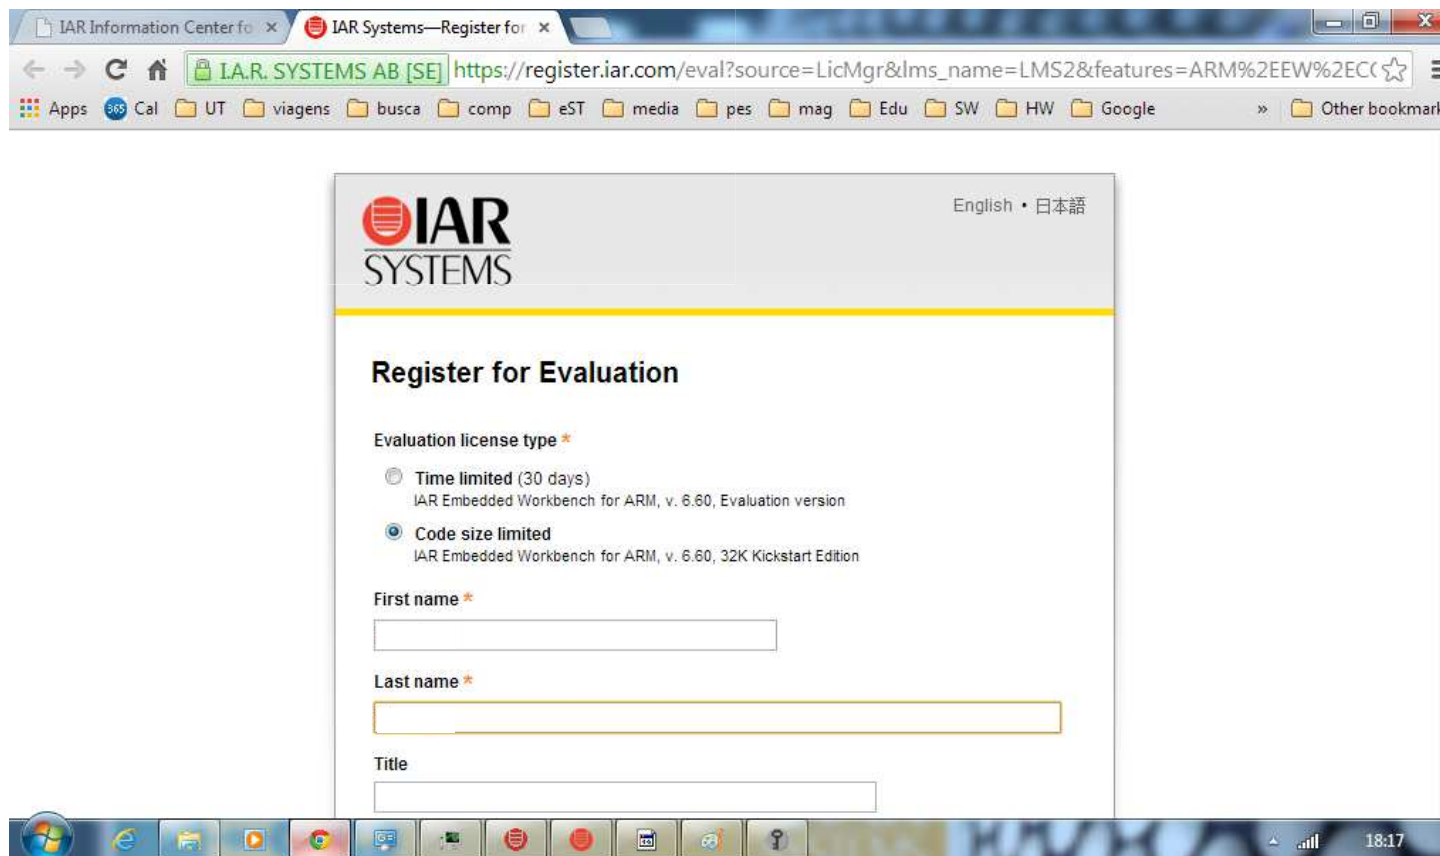 IAR Information Center fo
IAR Systems—Register for
I.A.R. SYSTEMS AB [SE]
https://register.iar.com/eval?source=LicMgr&lms_name=LMS2&features=ARM%2EEW%2EC(
Apps
365
Cal
UT
viagens
busca
comp
eST
media
pes
mag
Edu
SW
HW
Google
»
Other bookmark
IAR
SYSTEMS
English • 日本語
Register for Evaluation
Evaluation license type *
Time limited (30 days)
IAR Embedded Workbench for ARM, v. 6.60, Evaluation version
Code size limited
IAR Embedded Workbench for ARM, v. 6.60, 32K Kickstart Edition
First name *
Last name *
Title
18:17